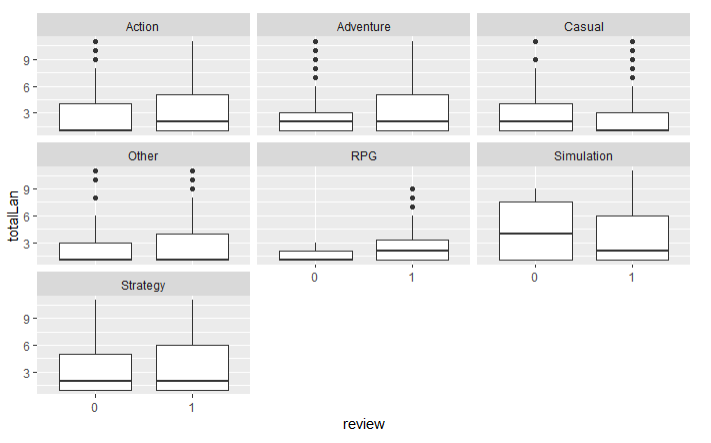 Action Adventure Casual
9
6
3
Other RPG Simulation
totalLan
9
6
3
0 1 0 1
Strategy
9
6
3
0 1
review